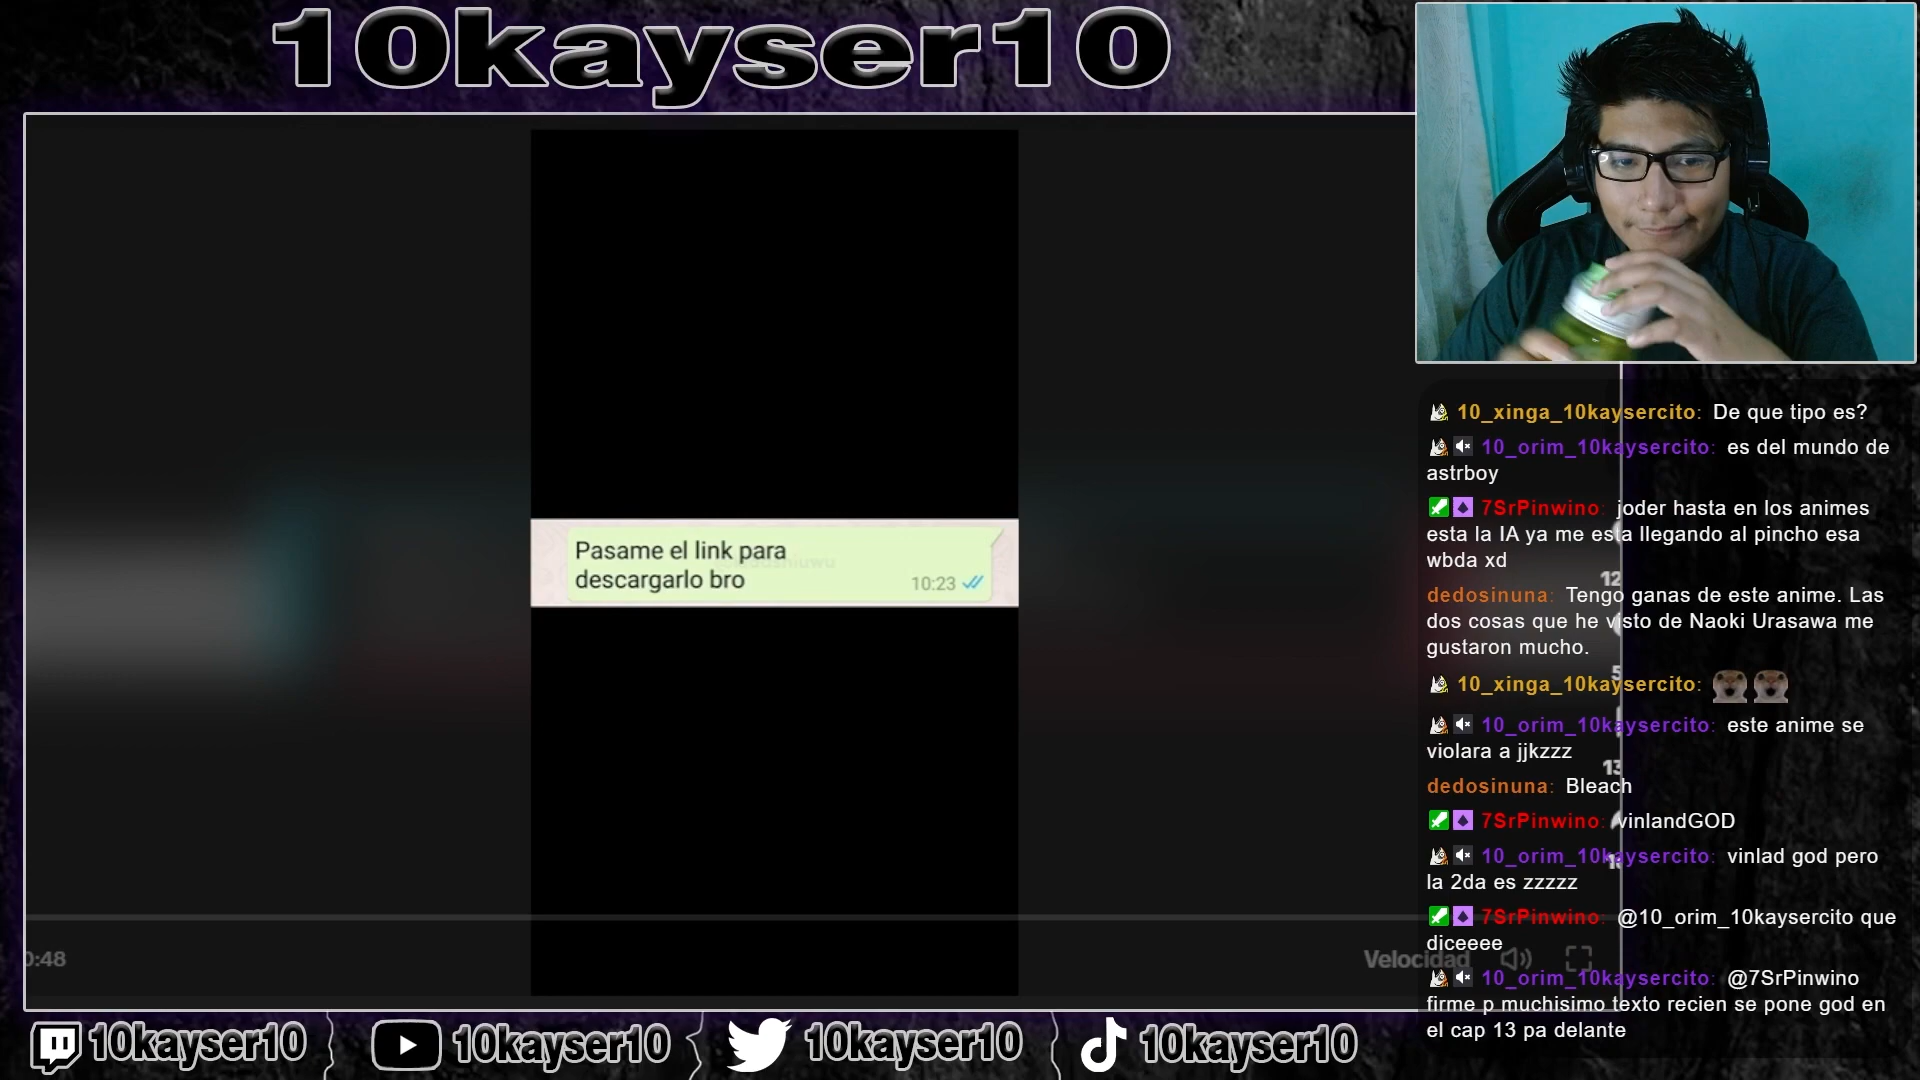 10kayser10
Pasame el link para
descargarlo bro
10:23
0:48
Velocidad
10_xinga_10kaysercito: De que tipo es?
10_orim_10kaysercito: es del mundo de
astrboy
7SrPinwino: joder hasta en los animes
esta la IA ya me esta llegando al pincho esa
wbda xd
dedosinuna: Tengo ganas de este anime. Las
dos cosas que he visto de Naoki Urasawa me
gustaron mucho.
10_xinga_10kaysercito:
10_orim_10kaysercito: este anime se
violara a jjkzzz
dedosinuna: Bleach
7SrPinwino: vinlandGOD
10_orim_10kaysercito: vinlad god pero
la 2da es zzzzz
7SrPinwino: @10_orim_10kaysercito que
diceeee
10_orim_10kaysercito: @7SrPinwino
firme p muchisimo texto recien se pone god en
el cap 13 pa delante
10kayser10 10kayser10 10kayser10 10kayser10